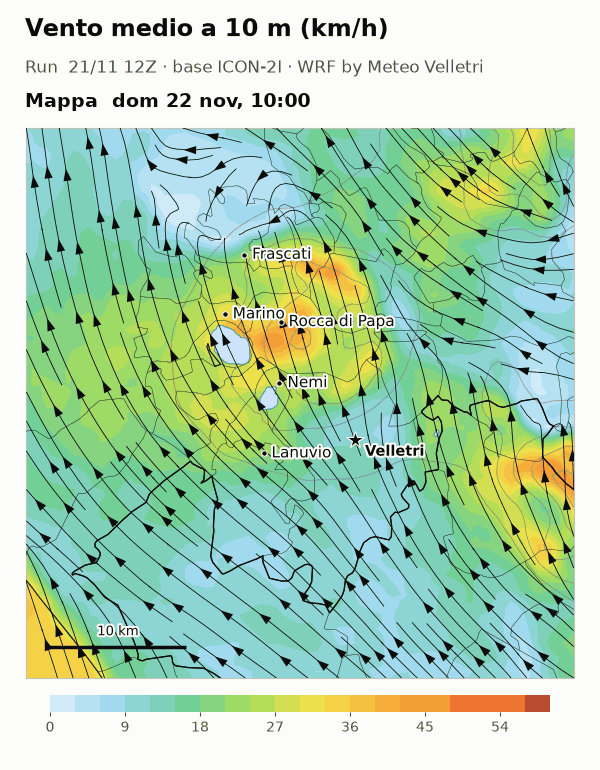 Vento medio a 10 m (km/h)
Run  21/11 12Z · base ICON-2I · WRF by Meteo Velletri
Mappa  dom 22 nov, 10:00
Frascati
Marino
Rocca di Papa
Nemi
Velletri
Lanuvio
10 km
0 9 18 27 36 45 54